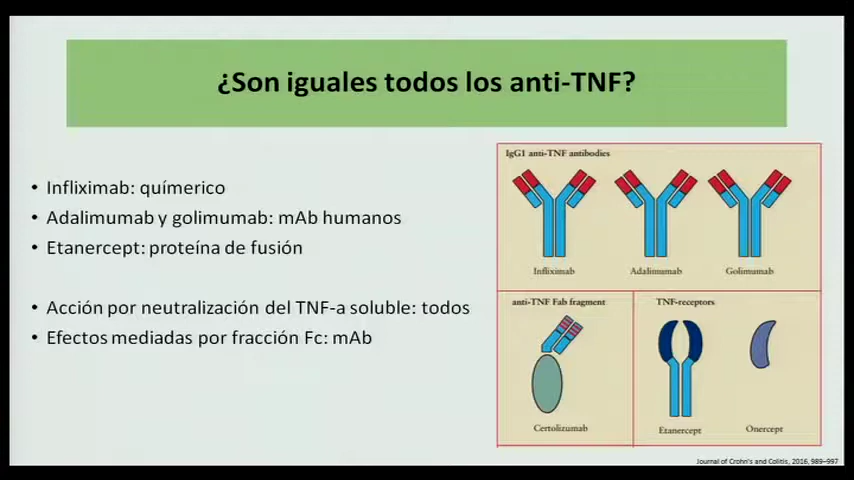 ¿Son iguales todos los anti-TNF?
• Infliximab: químerico
• Adalimumab y golimumab: mAb humanos
• Etanercept: proteína de fusión
• Acción por neutralización del TNF-a soluble: todos
• Efectos mediadas por fracción Fc: mAb
IgG1 anti-TNF antibodies
Infliximab
Adalimumab
Golimumab
anti-TNF Fab fragment
TNF-receptors
Certolizumab
Etanercept
Onercept
Journal of Crohn's and Colitis, 2016, 989–997